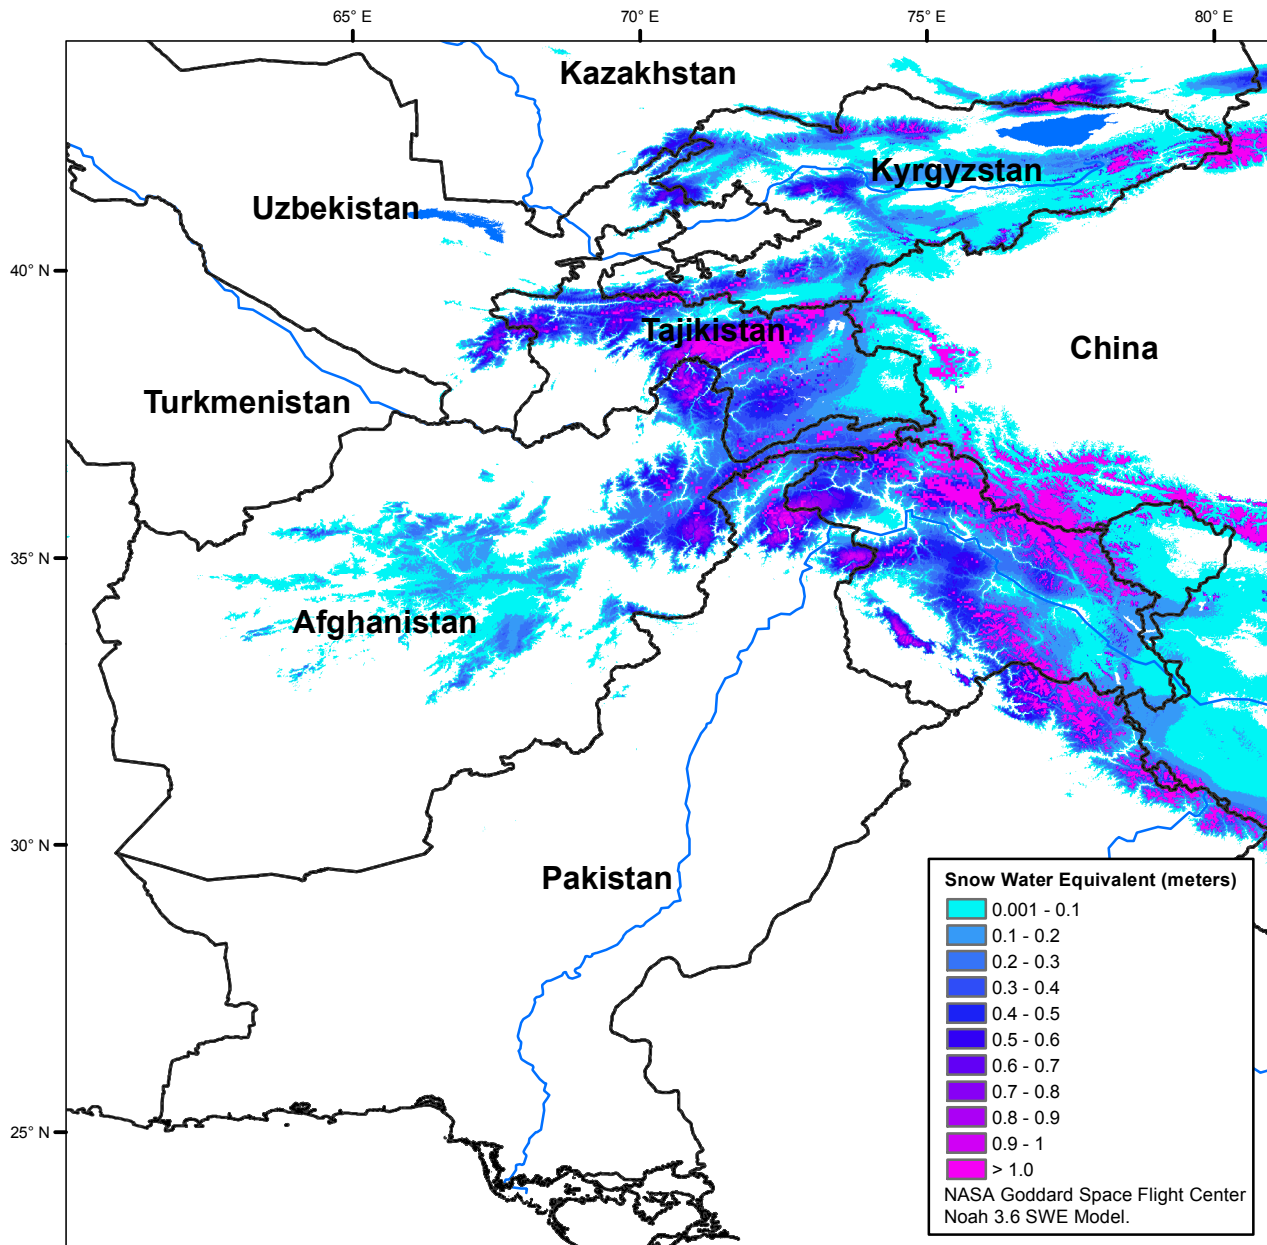 65° E
70° E
75° E
80° E
Kazakhstan
Kyrgyzstan
Uzbekistan
40° N
Tajikistan
China
Turkmenistan
35° N
Afghanistan
30° N
Pakistan
25° N
Snow Water Equivalent (meters)
0.001 - 0.1
0.1 - 0.2
0.2 - 0.3
0.3 - 0.4
0.4 - 0.5
0.5 - 0.6
0.6 - 0.7
0.7 - 0.8
0.8 - 0.9
0.9 - 1
> 1.0
NASA Goddard Space Flight Center
Noah 3.6 SWE Model.